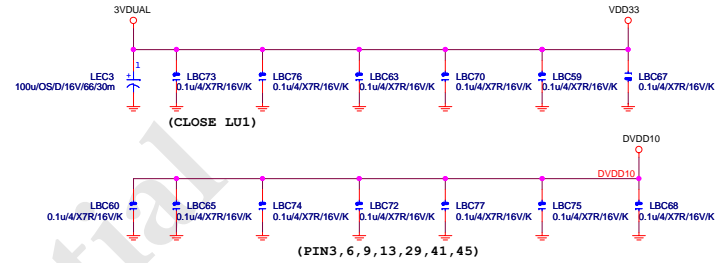 3VDUAL
VDD33
1
LEC3
100u/OS/D/16V/66/30m
LBC73
0.1u/4/X7R/16V/K
LBC76
0.1u/4/X7R/16V/K
LBC63
0.1u/4/X7R/16V/K
LBC70
0.1u/4/X7R/16V/K
LBC59
0.1u/4/X7R/16V/K
LBC67
0.1u/4/X7R/16V/K
(CLOSE LU1)
DVDD10
DVDD10
LBC60
0.1u/4/X7R/16V/K
LBC65
0.1u/4/X7R/16V/K
LBC74
0.1u/4/X7R/16V/K
LBC72
0.1u/4/X7R/16V/K
LBC77
0.1u/4/X7R/16V/K
LBC75
0.1u/4/X7R/16V/K
LBC68
0.1u/4/X7R/16V/K
(PIN3,6,9,13,29,41,45)
tial